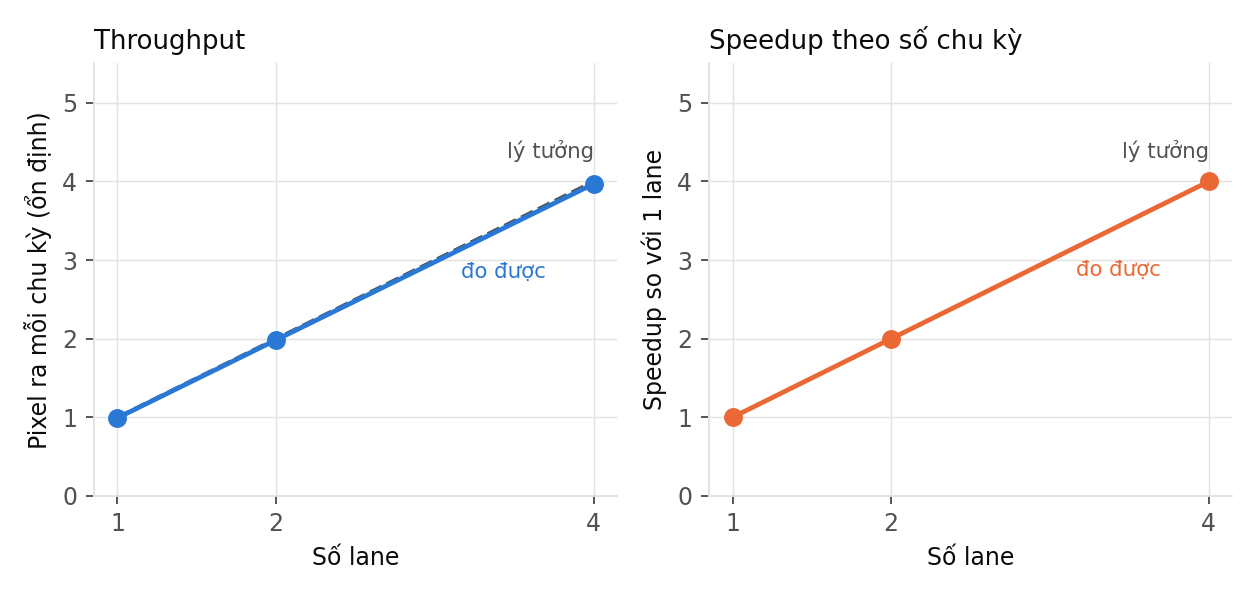 Throughput
Pixel ra mỗi chu kỳ (ổn định)
5
4
3
2
1
0
lý tưởng
đo được
1
2
4
Số lane
Speedup theo số chu kỳ
Speedup so với 1 lane
5
4
3
2
1
0
lý tưởng
đo được
1
2
4
Số lane